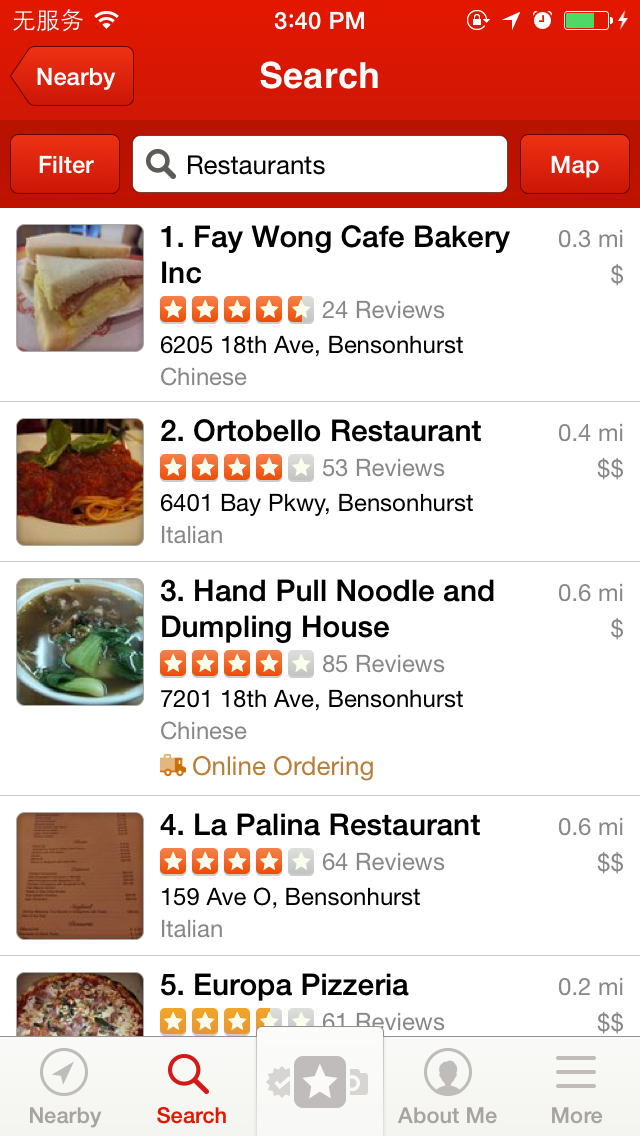 无服务 3:40 PM
Nearby Search
Filter Restaurants Map
1. Fay Wong Cafe Bakery 0.3 mi
Inc $
24 Reviews
6205 18th Ave, Bensonhurst
Chinese
2. Ortobello Restaurant 0.4 mi
53 Reviews $$
6401 Bay Pkwy, Bensonhurst
Italian
3. Hand Pull Noodle and 0.6 mi
Dumpling House $
85 Reviews
7201 18th Ave, Bensonhurst
Chinese
Online Ordering
4. La Palina Restaurant 0.6 mi
64 Reviews $$
159 Ave O, Bensonhurst
Italian
5. Europa Pizzeria 0.2 mi
61 Reviews $$
Nearby Search About Me More